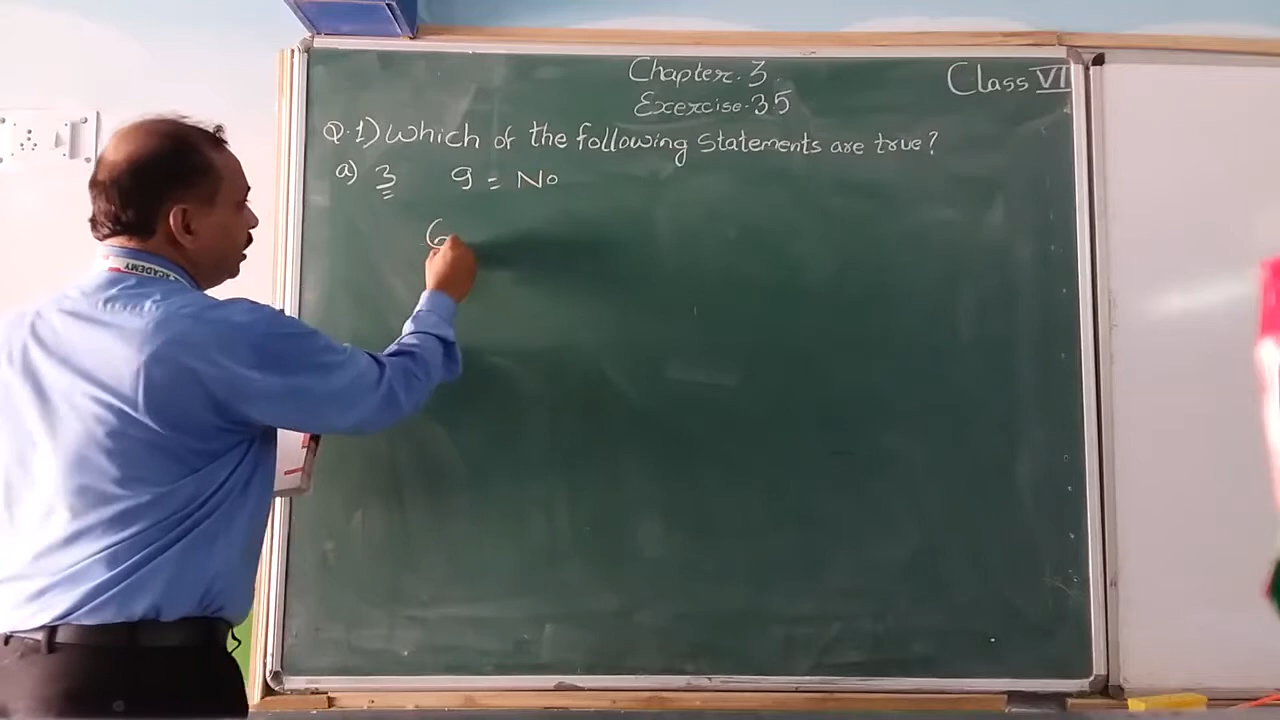 Chapter. 3
Exercise. 3.5
Class VI
Q.1) Which of the following Statements are true?
a) 3 9 = No
6
ACADEMY